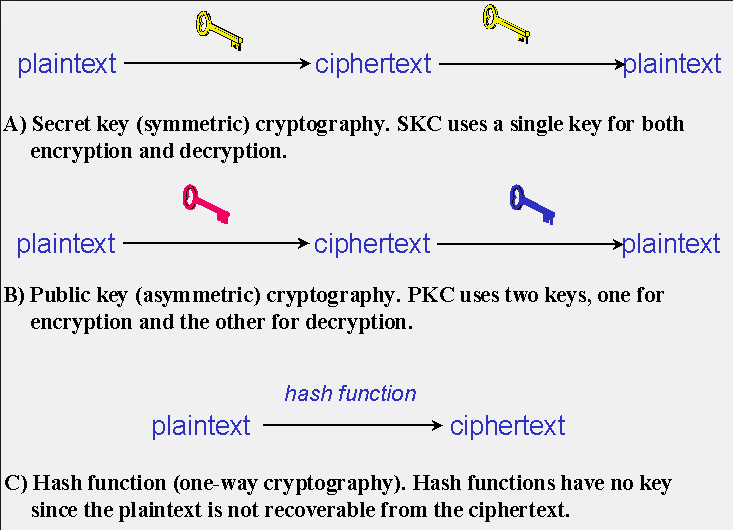 plaintext ciphertext plaintext
A) Secret key (symmetric) cryptography. SKC uses a single key for both
encryption and decryption.
plaintext ciphertext plaintext
B) Public key (asymmetric) cryptography. PKC uses two keys, one for
encryption and the other for decryption.
hash function
plaintext ciphertext
C) Hash function (one-way cryptography). Hash functions have no key
since the plaintext is not recoverable from the ciphertext.